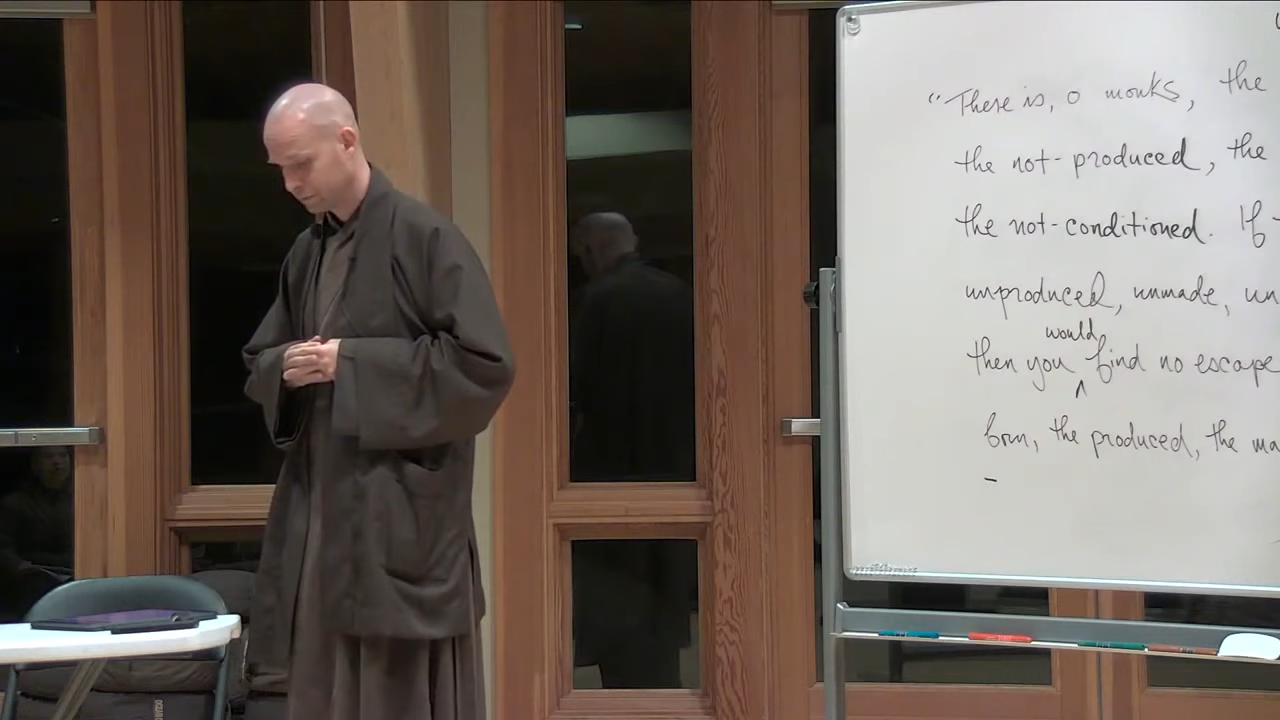 “There is, o monks, the
the not-produced, the
the not-conditioned. If
unproduced, unmade, un
would
then you ^ find no escape
born, the produced, the ma
-